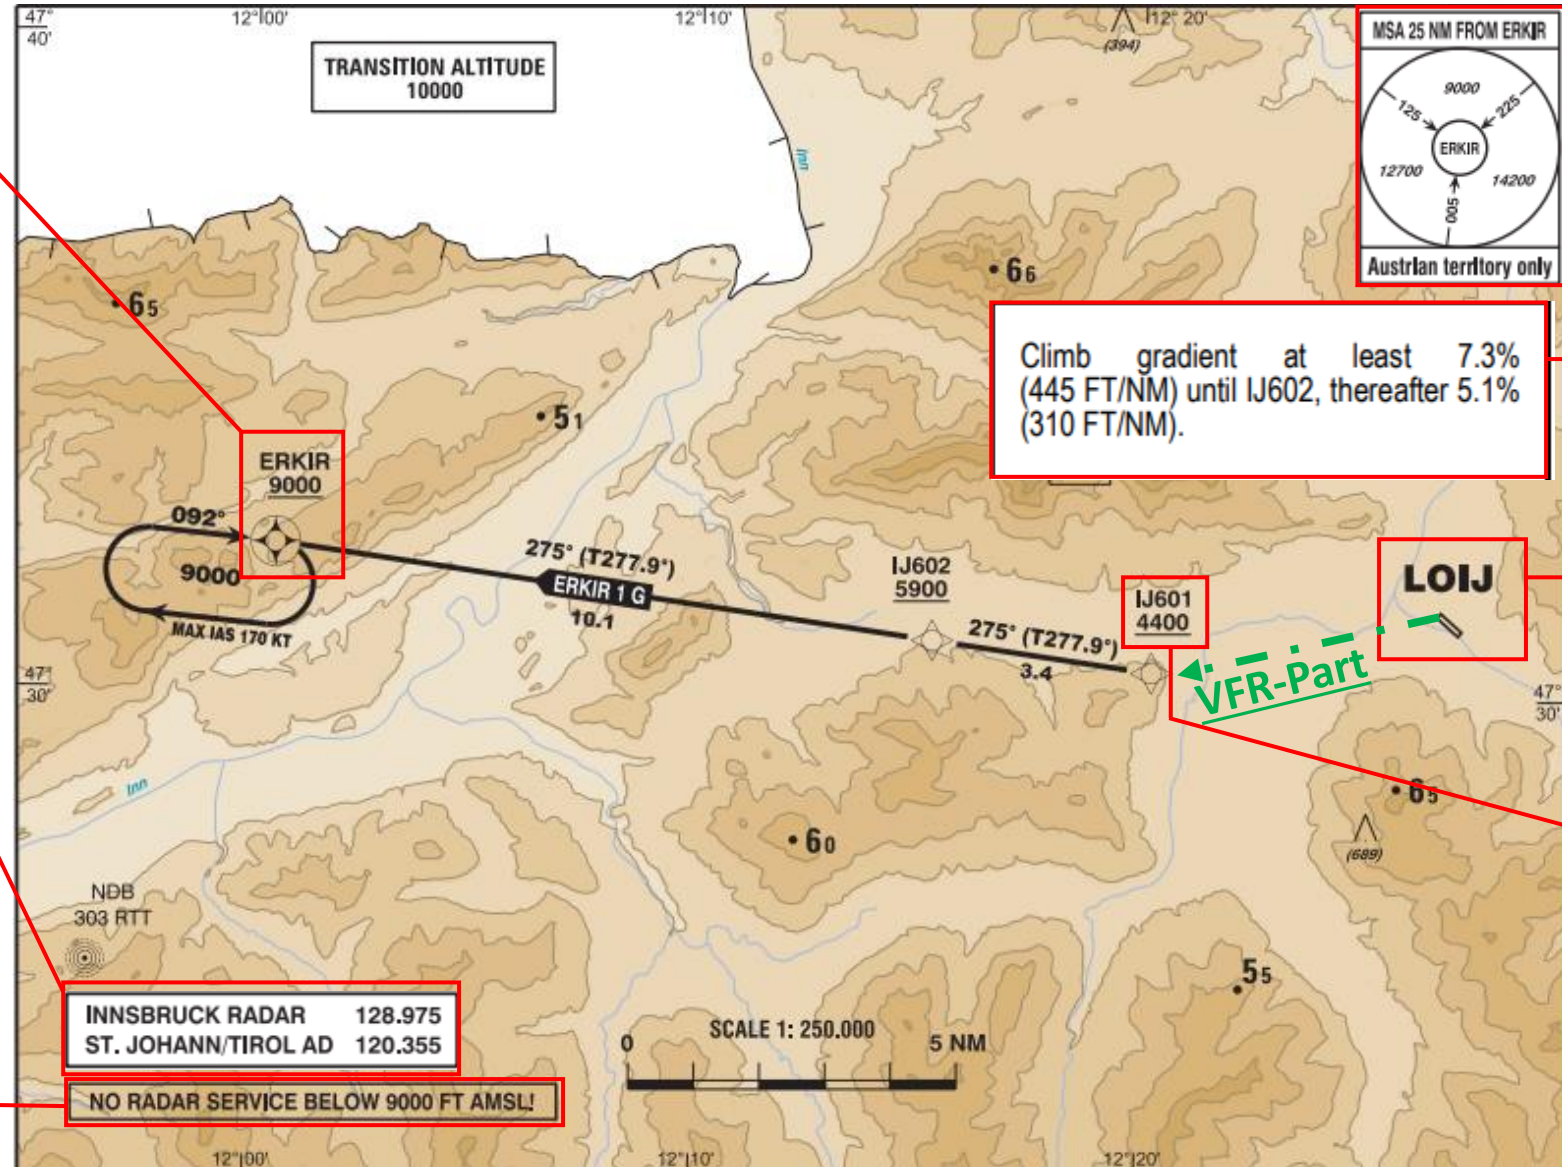 47°
40'
12°00'
12°10'
12° 20'
(394)
TRANSITION ALTITUDE
10000
MSA 25 NM FROM ERKIR
9000
125
225
ERKIR
12700
14200
005
Austrian territory only
Inn
65
66
51
Climb gradient at least 7.3%
(445 FT/NM) until IJ602, thereafter 5.1%
(310 FT/NM).
ERKIR
9000
092°
9000
MAX IAS 170 KT
275° (T277.9°)
ERKIR 1 G
10.1
IJ602
5900
275° (T277.9°)
3.4
IJ601
4400
LOIJ
VFR-Part
47°
30'
47°
30'
Inn
65
(689)
60
NDB
303 RTT
55
INNSBRUCK RADAR 128.975
ST. JOHANN/TIROL AD 120.355
SCALE 1: 250.000
0 5 NM
NO RADAR SERVICE BELOW 9000 FT AMSL!
12°00'
12°10'
12°20'